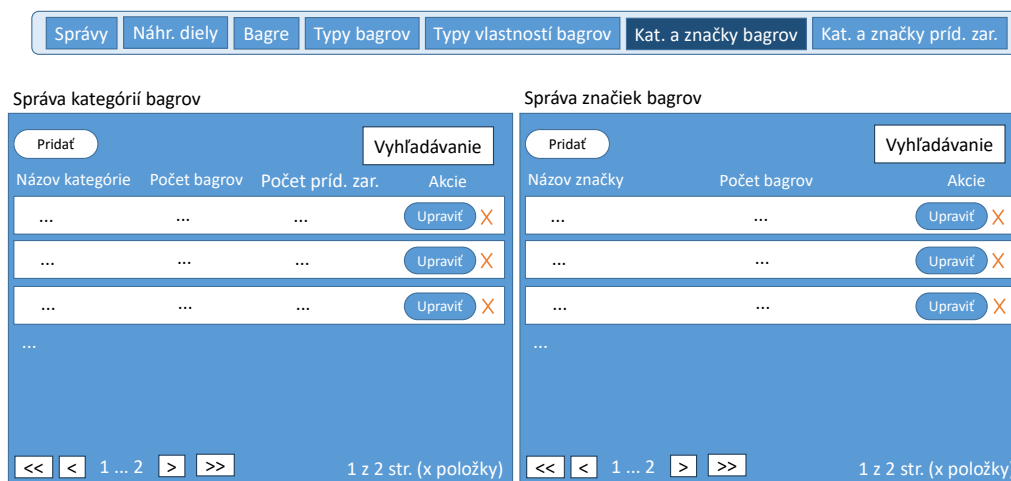 Správy Náhr. diely Bagre Typy bagrov Typy vlastností bagrov Kat. a značky bagrov Kat. a značky príd. zar.
Správa kategórií bagrov
Pridať Vyhľadávanie
Názov kategórie Počet bagrov Počet príd. zar. Akcie
... ... ... Upraviť X
... ... ... Upraviť X
... ... ... Upraviť X
...
<< < 1 ... 2 > >> 1 z 2 str. (x položky)
Správa značiek bagrov
Pridať Vyhľadávanie
Názov značky Počet bagrov Akcie
... ... Upraviť X
... ... Upraviť X
... ... Upraviť X
...
<< < 1 ... 2 > >> 1 z 2 str. (x položky)